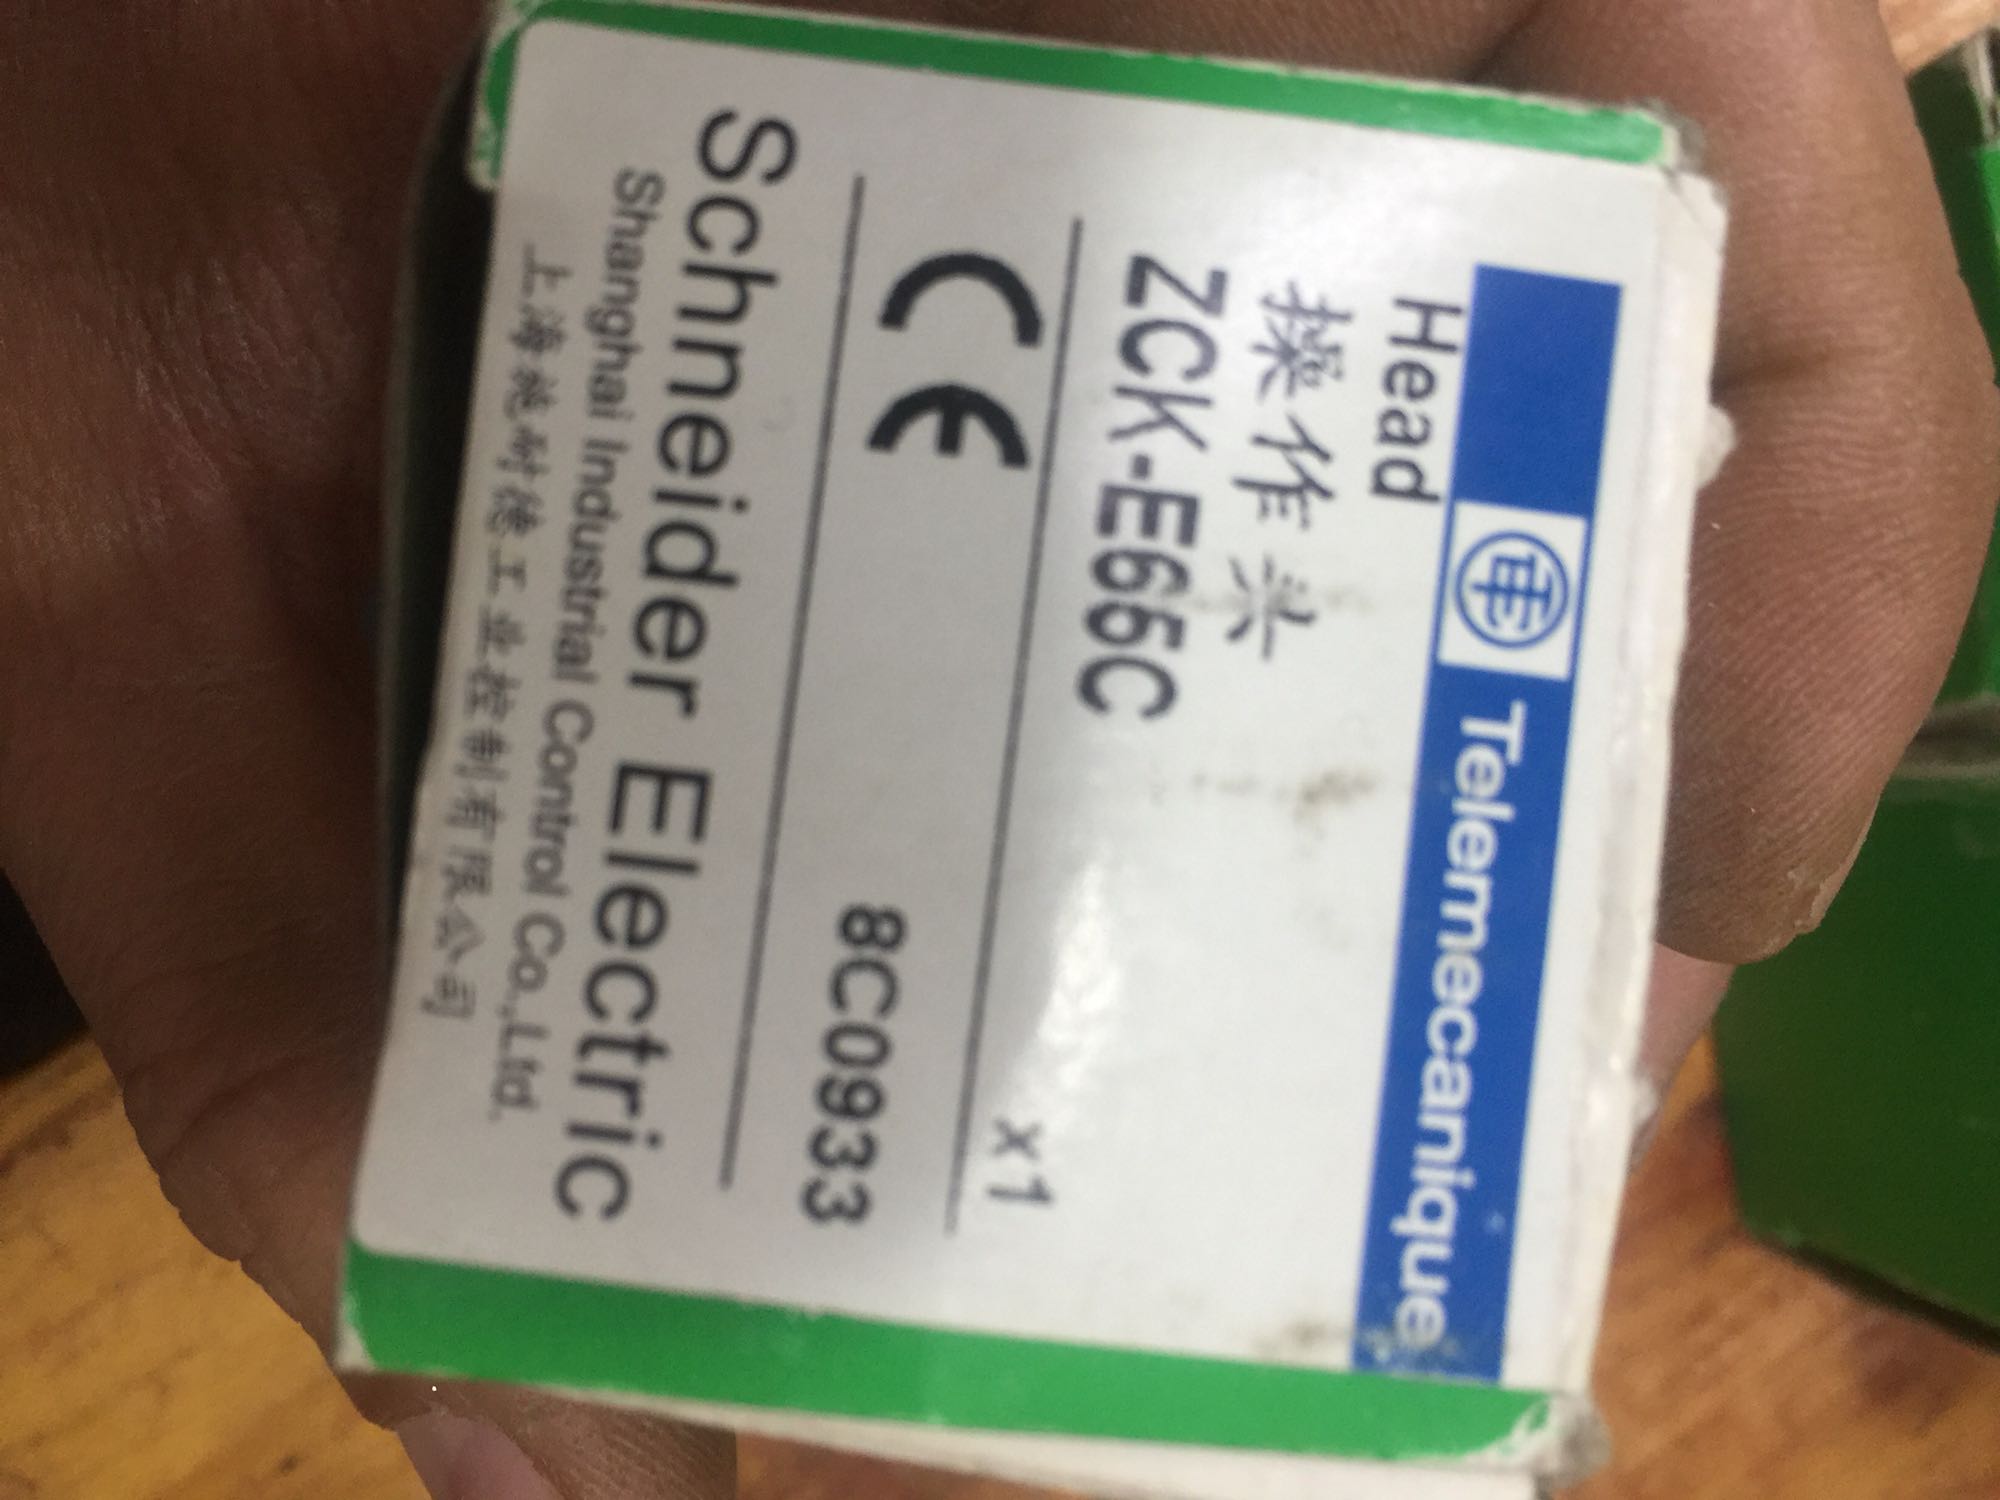 Telemecanique
Head
操作头
ZCK-E66C
x1
CE
8C0933
Schneider Electric
Shanghai Industrial Control Co.,Ltd.
上海施耐德工业控制有限公司